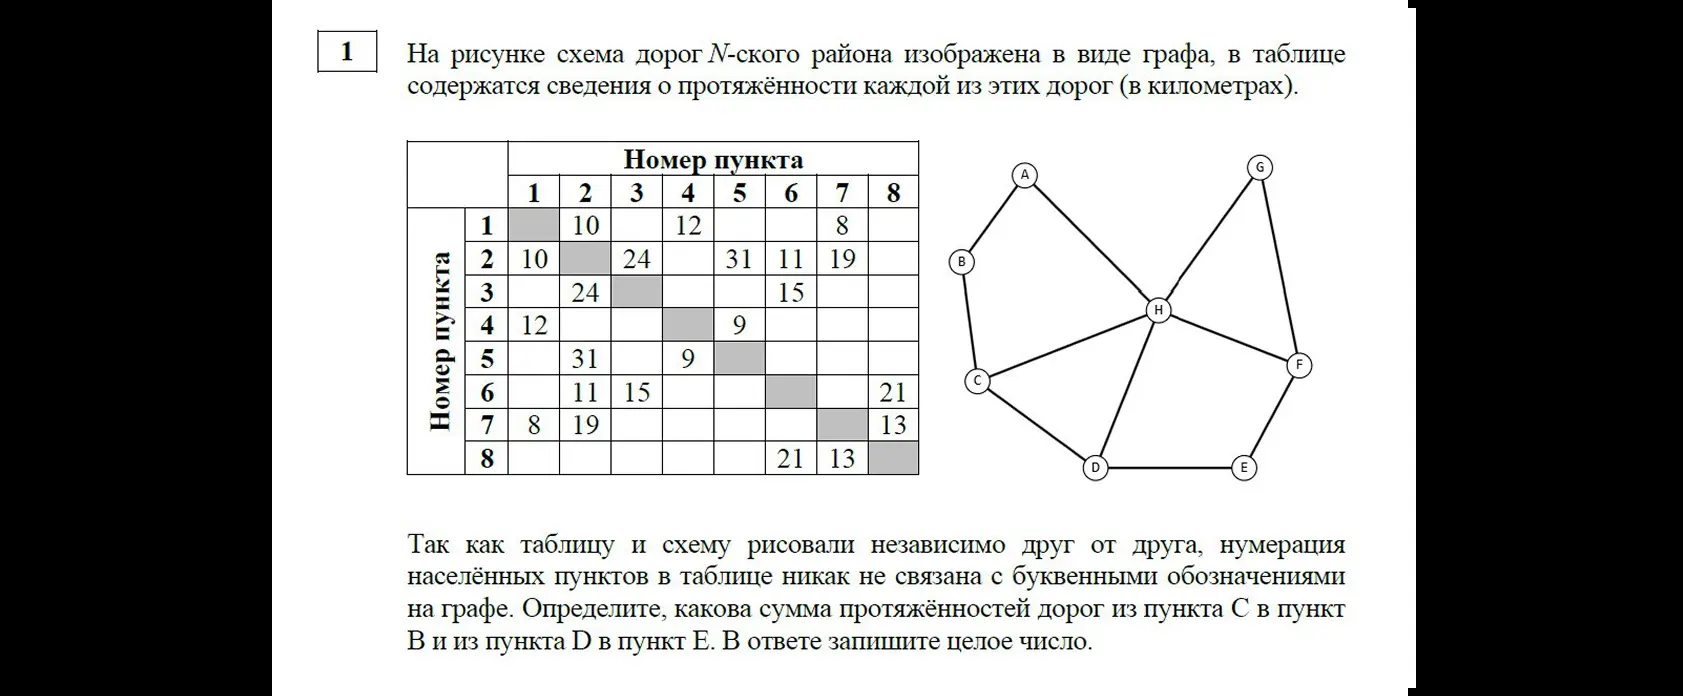 1
На рисунке схема дорог N-ского района изображена в виде графа, в таблице
содержатся сведения о протяжённости каждой из этих дорог (в километрах).
Номер пункта
1 2 3 4 5 6 7 8
Номер пункта
1 10 12 8
2 10 24 31 11 19
3 24 15
4 12 9
5 31 9
6 11 15 21
7 8 19 13
8 21 13
A
G
B
H
F
C
D
E
Так как таблицу и схему рисовали независимо друг от друга, нумерация
населённых пунктов в таблице никак не связана с буквенными обозначениями
на графе. Определите, какова сумма протяжённостей дорог из пункта C в пункт
B и из пункта D в пункт E. В ответе запишите целое число.